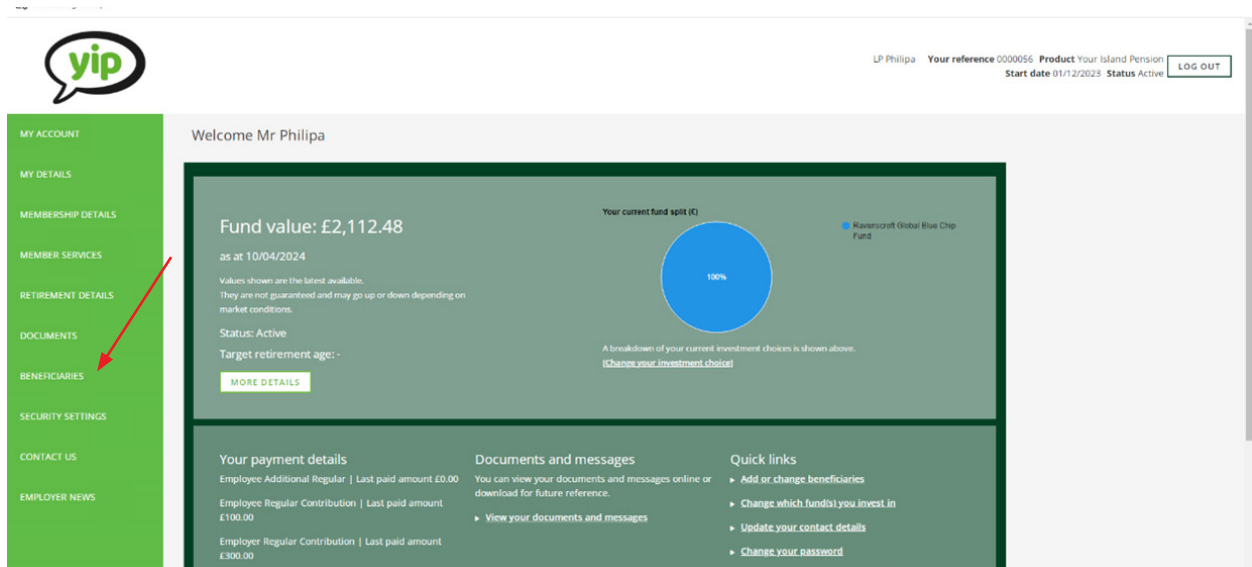 yip
LP Philipa Your reference 0000056 Product Your Island Pension
Start date 01/12/2023 Status Active
LOG OUT
MY ACCOUNT
MY DETAILS
MEMBERSHIP DETAILS
MEMBER SERVICES
RETIREMENT DETAILS
DOCUMENTS
BENEFICIARIES
SECURITY SETTINGS
CONTACT US
EMPLOYER NEWS
Welcome Mr Philipa
Fund value: £2,112.48
as at 10/04/2024
Values shown are the latest available.
They are not guaranteed and may go up or down depending on
market conditions.
Status: Active
Target retirement age: -
MORE DETAILS
Your current fund split (£)
100%
Ravenscroft Global Blue Chip
Fund
A breakdown of your current investment choices is shown above.
[Change your investment choice]
Your payment details
Employee Additional Regular | Last paid amount £0.00
Employee Regular Contribution | Last paid amount
£100.00
Employer Regular Contribution | Last paid amount
£300.00
Documents and messages
You can view your documents and messages online or
download for future reference.
View your documents and messages
Quick links
Add or change beneficiaries
Change which fund(s) you invest in
Update your contact details
Change your password